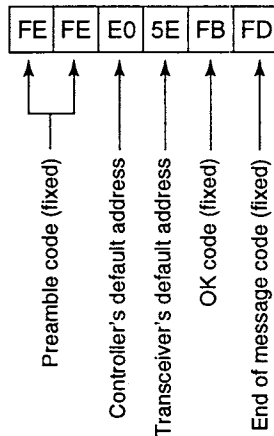 FE FE E0 5E FB FD
Preamble code (fixed)
Controller's default address
Transceiver's default address
OK code (fixed)
End of message code (fixed)